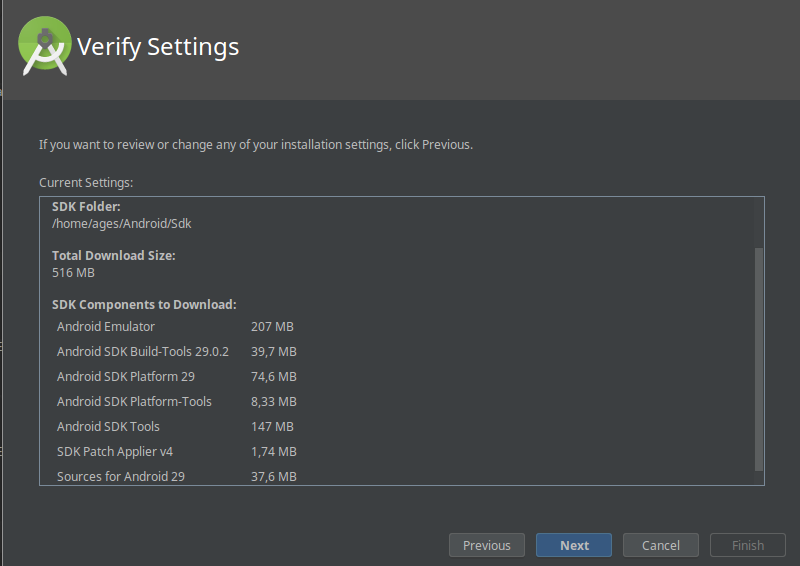 Verify Settings
If you want to review or change any of your installation settings, click Previous.
Current Settings:
SDK Folder:
/home/ages/Android/Sdk
Total Download Size:
516 MB
SDK Components to Download:
Android Emulator 207 MB
Android SDK Build-Tools 29.0.2 39,7 MB
Android SDK Platform 29 74,6 MB
Android SDK Platform-Tools 8,33 MB
Android SDK Tools 147 MB
SDK Patch Applier v4 1,74 MB
Sources for Android 29 37,6 MB
Previous Next Cancel Finish